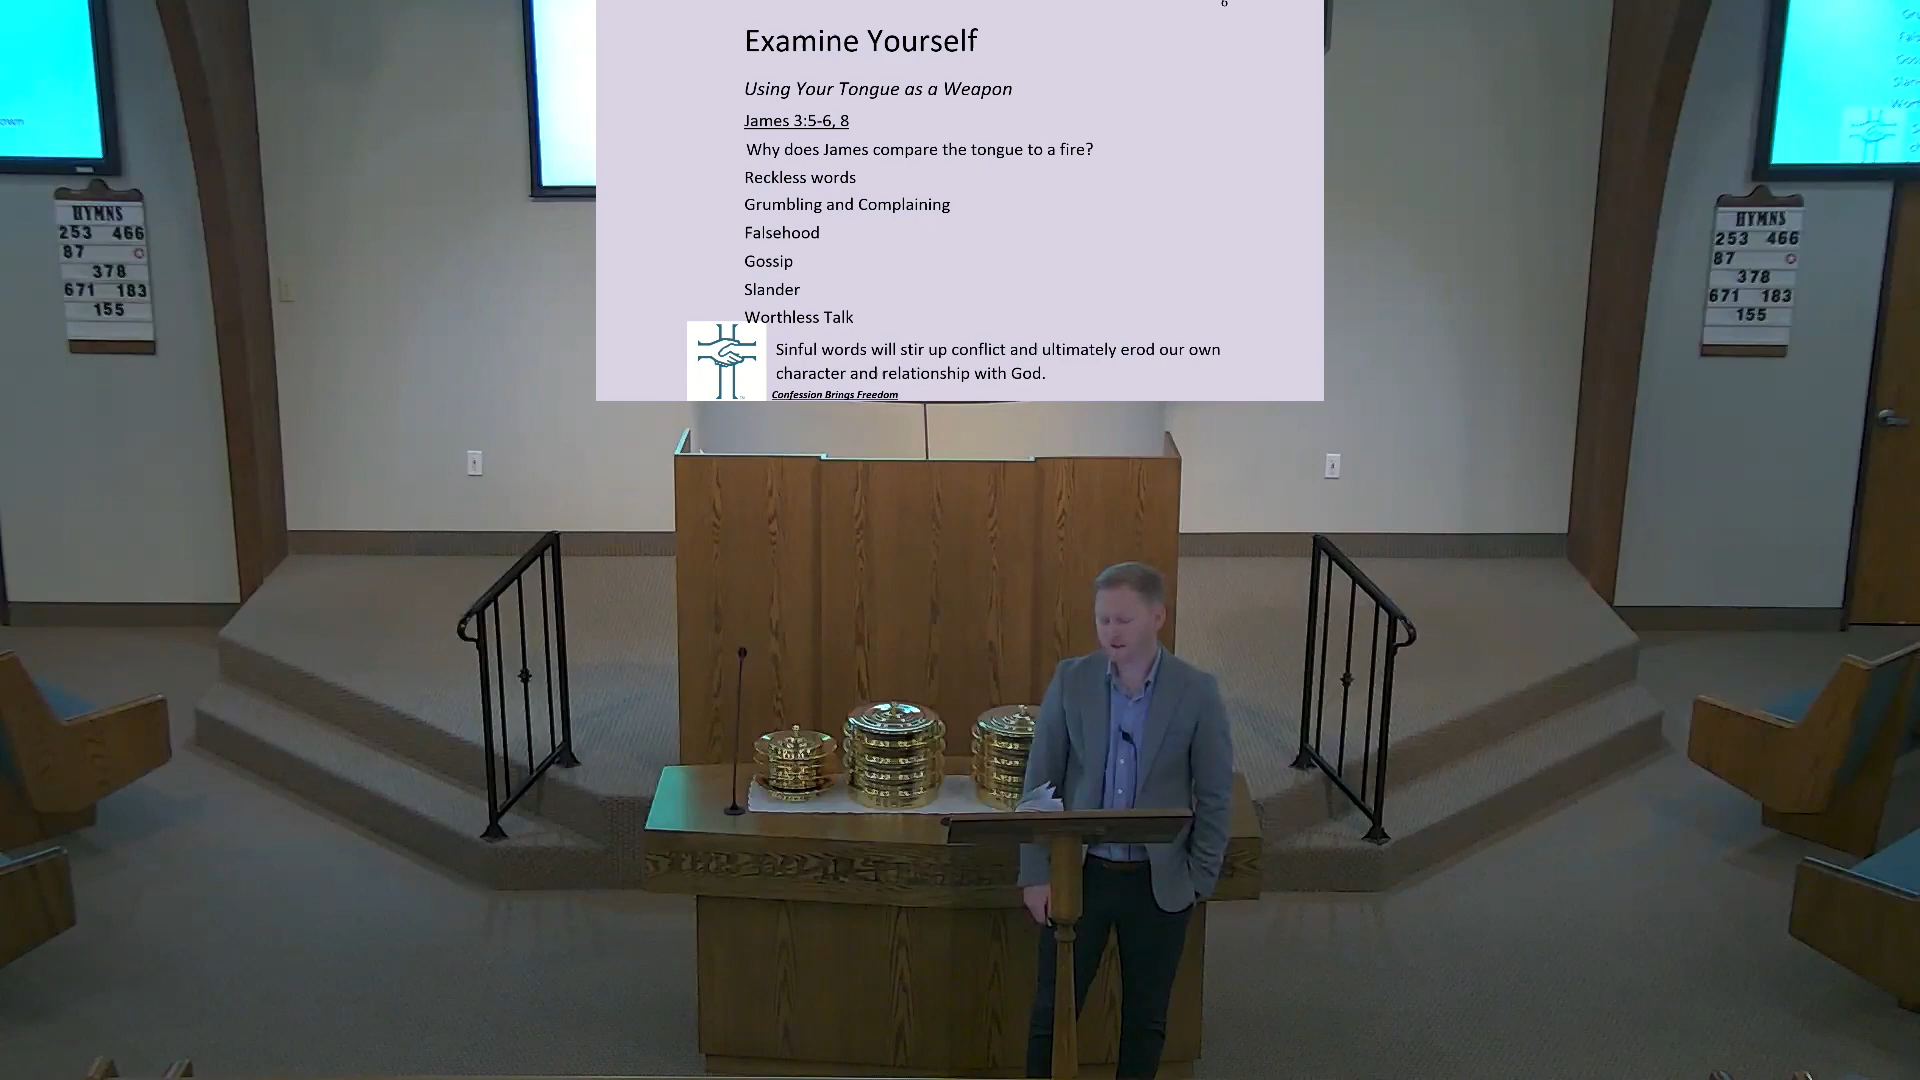 6
Examine Yourself
Using Your Tongue as a Weapon
James 3:5-6, 8
Why does James compare the tongue to a fire?
Reckless words
Grumbling and Complaining
Falsehood
Gossip
Slander
Worthless Talk
Sinful words will stir up conflict and ultimately erod our own
character and relationship with God.
Confession Brings Freedom
HYMNS
253 466
87
378
671 183
155
HYMNS
253 466
87
378
671 183
155